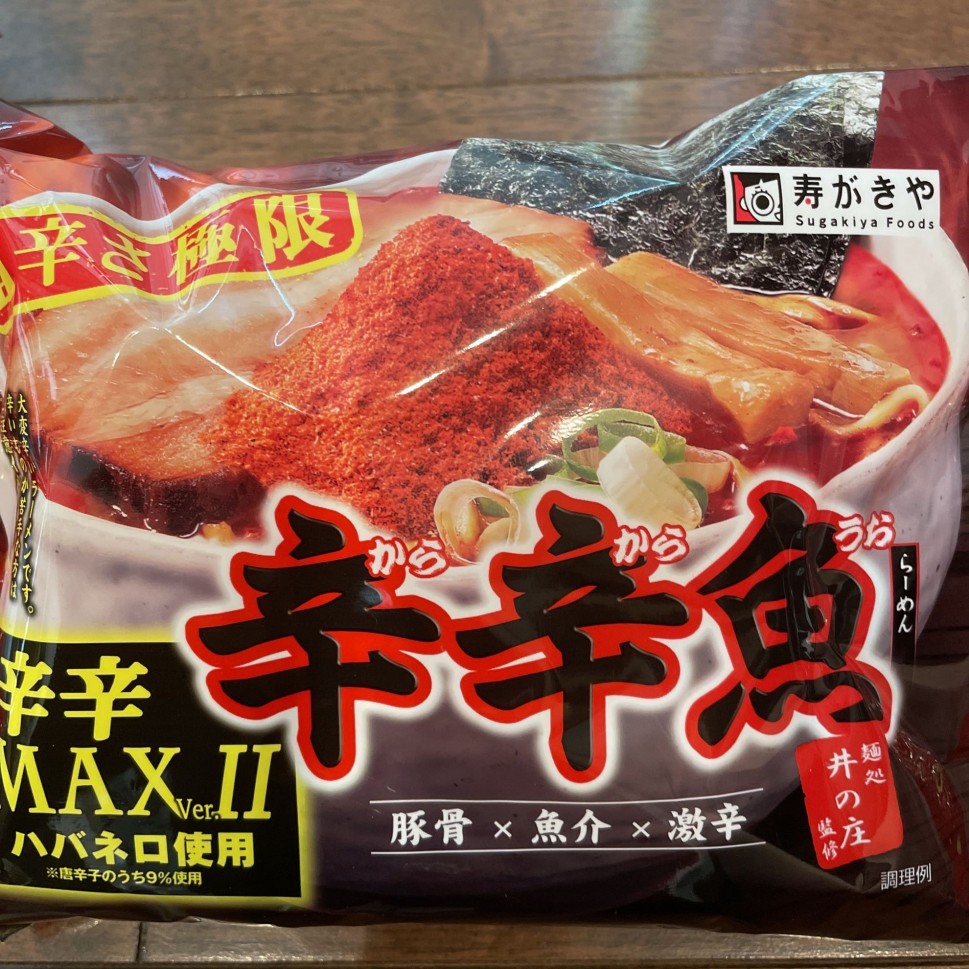 辛さ極限
寿がきや
Sugakiya Foods
から から うら
辛辛魚
らーめん
麺処
井の庄
監修
豚骨×魚介×激辛
辛辛
MAX Ver.II
ハバネロ使用
※唐辛子のうち9%使用
調理例